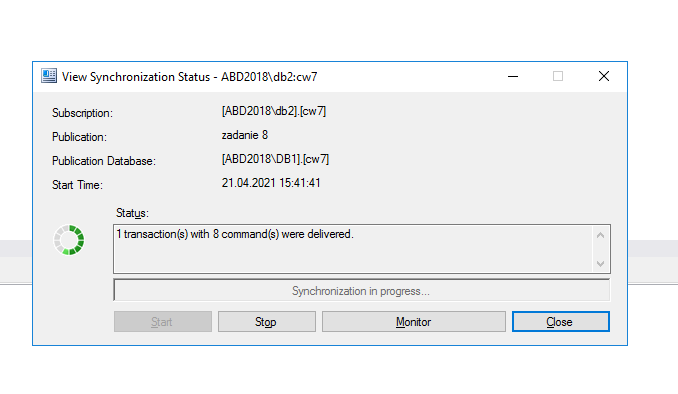 View Synchronization Status - ABD2018\db2:cw7
Subscription: [ABD2018\db2].[cw7]
Publication: zadanie 8
Publication Database: [ABD2018\DB1].[cw7]
Start Time: 21.04.2021 15:41:41
Status:
1 transaction(s) with 8 command(s) were delivered.
Synchronization in progress...
Start Stop Monitor Close